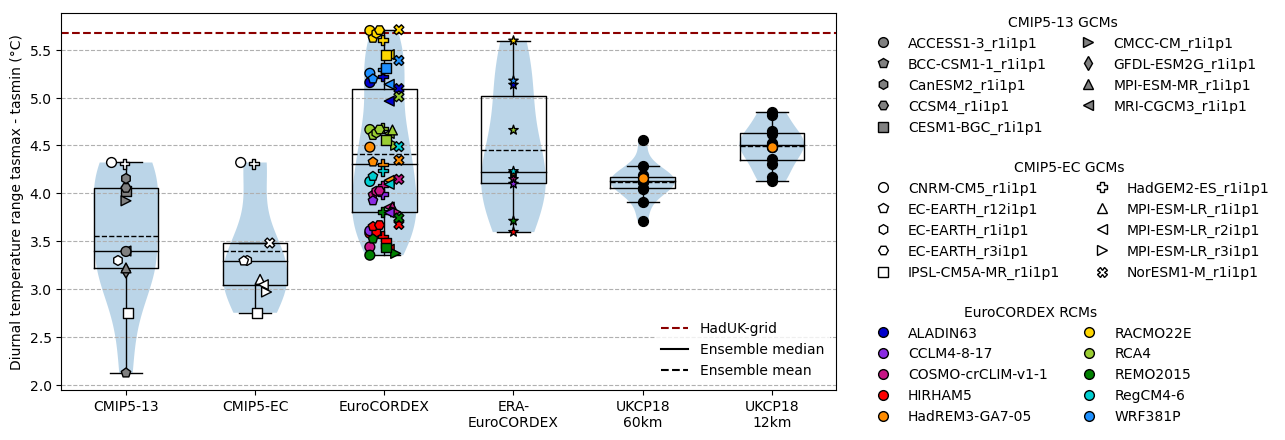 Diurnal temperature range tasmax - tasmin (°C)
5.5
5.0
4.5
4.0
3.5
3.0
2.5
2.0
HadUK-grid
Ensemble median
Ensemble mean
CMIP5-13
CMIP5-EC
EuroCORDEX
ERA-
EuroCORDEX
UKCP18
60km
UKCP18
12km
CMIP5-13 GCMs
ACCESS1-3_r1i1p1
BCC-CSM1-1_r1i1p1
CanESM2_r1i1p1
CCSM4_r1i1p1
CESM1-BGC_r1i1p1
CMCC-CM_r1i1p1
GFDL-ESM2G_r1i1p1
MPI-ESM-MR_r1i1p1
MRI-CGCM3_r1i1p1
CMIP5-EC GCMs
CNRM-CM5_r1i1p1
EC-EARTH_r12i1p1
EC-EARTH_r1i1p1
EC-EARTH_r3i1p1
IPSL-CM5A-MR_r1i1p1
HadGEM2-ES_r1i1p1
MPI-ESM-LR_r1i1p1
MPI-ESM-LR_r2i1p1
MPI-ESM-LR_r3i1p1
NorESM1-M_r1i1p1
EuroCORDEX RCMs
ALADIN63
CCLM4-8-17
COSMO-crCLIM-v1-1
HIRHAM5
HadREM3-GA7-05
RACMO22E
RCA4
REMO2015
RegCM4-6
WRF381P